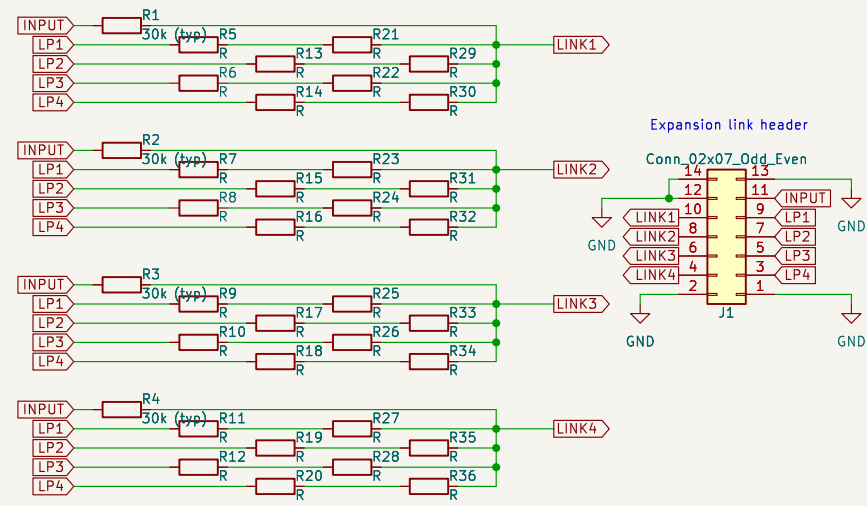 INPUT R1
30k (typ) R5 R21
LP1 R R LINK1
LP2 R13 R29
R R
LP3 R6 R22
R R
LP4 R14 R30
R R
INPUT R2
30k (typ) R7 R23
LP1 R R LINK2
LP2 R15 R31
R R
LP3 R8 R24
R R
LP4 R16 R32
R R
INPUT R3
30k (typ) R9 R25
LP1 R R LINK3
LP2 R17 R33
R R
LP3 R10 R26
R R
LP4 R18 R34
R R
INPUT R4
30k (typ) R11 R27
LP1 R R LINK4
LP2 R19 R35
R R
LP3 R12 R28
R R
LP4 R20 R36
R R
Expansion link header
Conn_02x07_Odd_Even
14 13
12 11 INPUT
LINK1 10 9 LP1
LINK2 8 7 LP2
LINK3 6 5 LP3
LINK4 4 3 LP4
2 1
J1
GND
GND
GND
GND